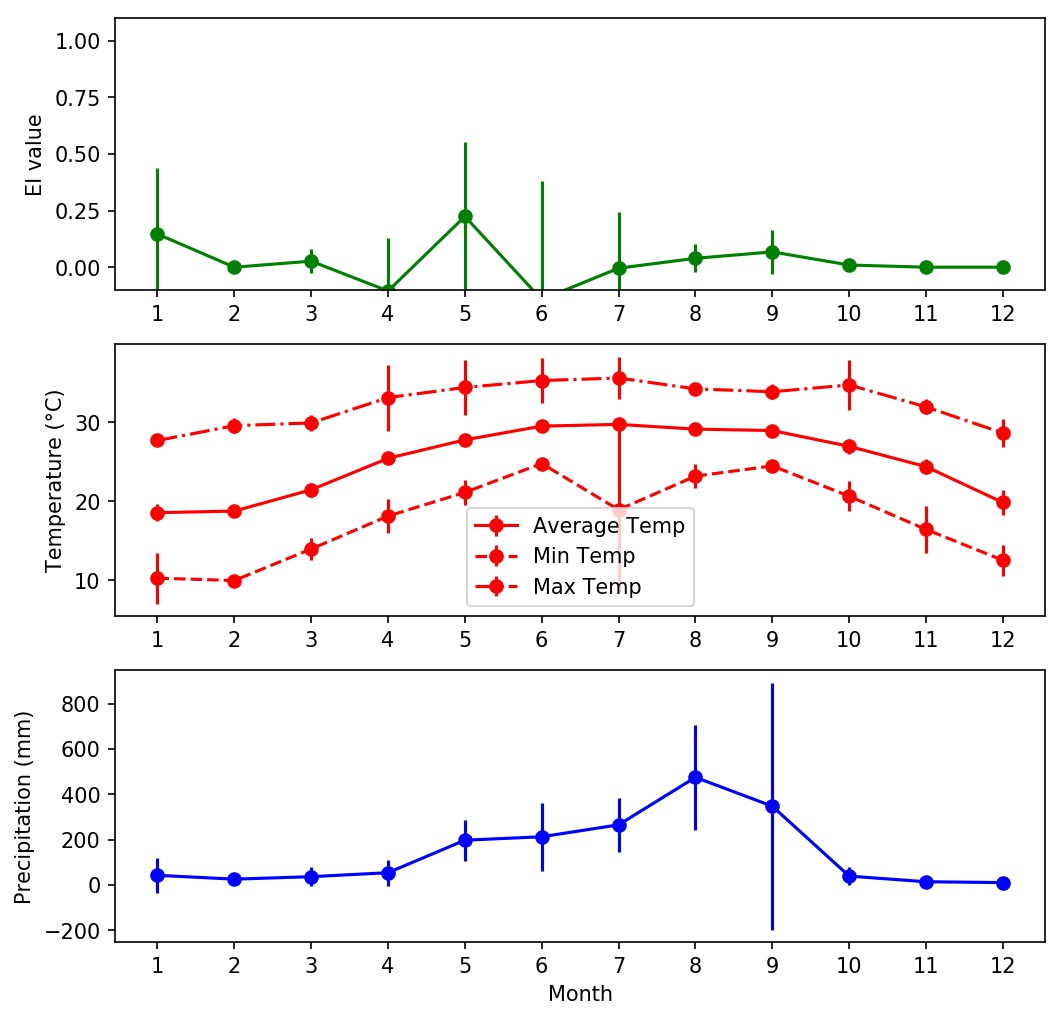 EI value
1.00
0.75
0.50
0.25
0.00
1 2 3 4 5 6 7 8 9 10 11 12
Temperature (°C)
30
20
10
Average Temp
Min Temp
Max Temp
1 2 3 4 5 6 7 8 9 10 11 12
Precipitation (mm)
800
600
400
200
0
−200
1 2 3 4 5 6 7 8 9 10 11 12
Month